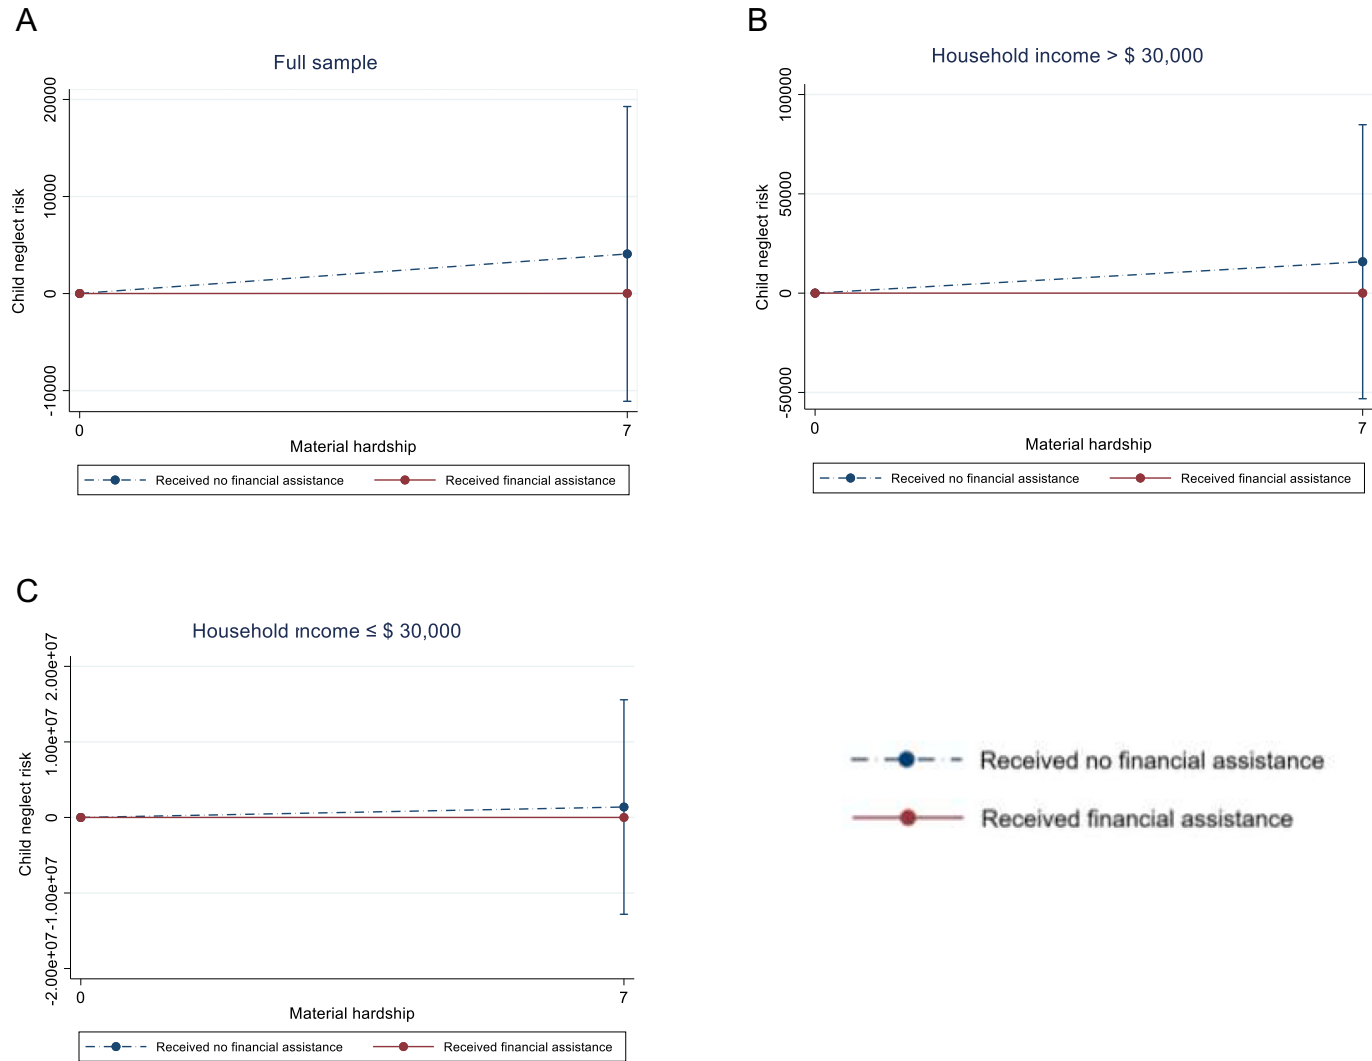 A
Full sample
Child neglect risk
20000
10000
0
-10000
0
7
Material hardship
Received no financial assistance
Received financial assistance
B
Household income > $ 30,000
Child neglect risk
100000
50000
0
-50000
0
7
Material hardship
Received no financial assistance
Received financial assistance
C
Household income ≤ $ 30,000
Child neglect risk
2.00e+07
1.00e+07
0
-1.00e+07
-2.00e+07
0
7
Material hardship
Received no financial assistance
Received financial assistance
Received no financial assistance
Received financial assistance